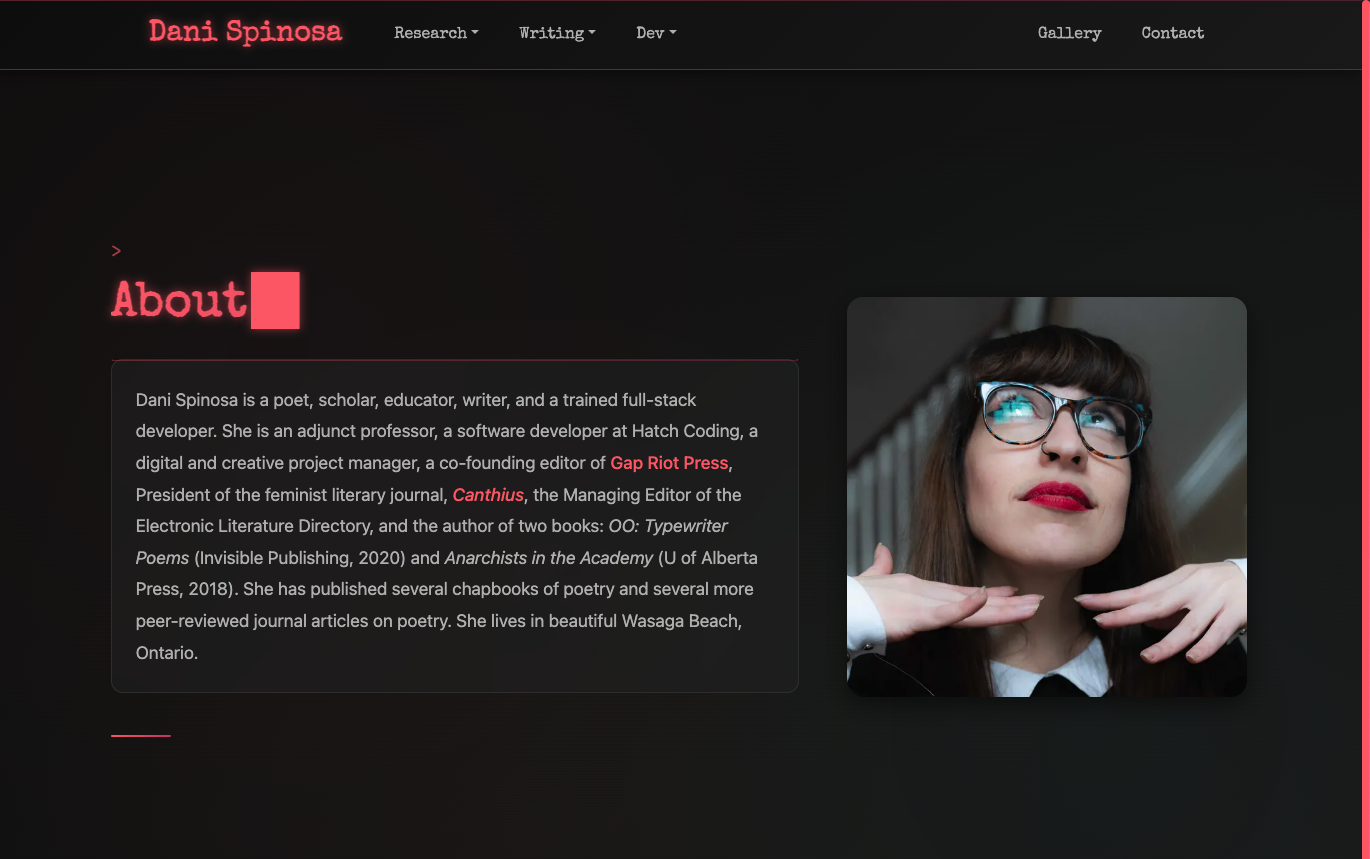 Dani Spinosa
Research
Writing
Dev
Gallery
Contact
>
About
Dani Spinosa is a poet, scholar, educator, writer, and a trained full-stack
developer. She is an adjunct professor, a software developer at Hatch Coding, a
digital and creative project manager, a co-founding editor of Gap Riot Press,
President of the feminist literary journal, Canthius, the Managing Editor of the
Electronic Literature Directory, and the author of two books: OO: Typewriter
Poems (Invisible Publishing, 2020) and Anarchists in the Academy (U of Alberta
Press, 2018). She has published several chapbooks of poetry and several more
peer-reviewed journal articles on poetry. She lives in beautiful Wasaga Beach,
Ontario.